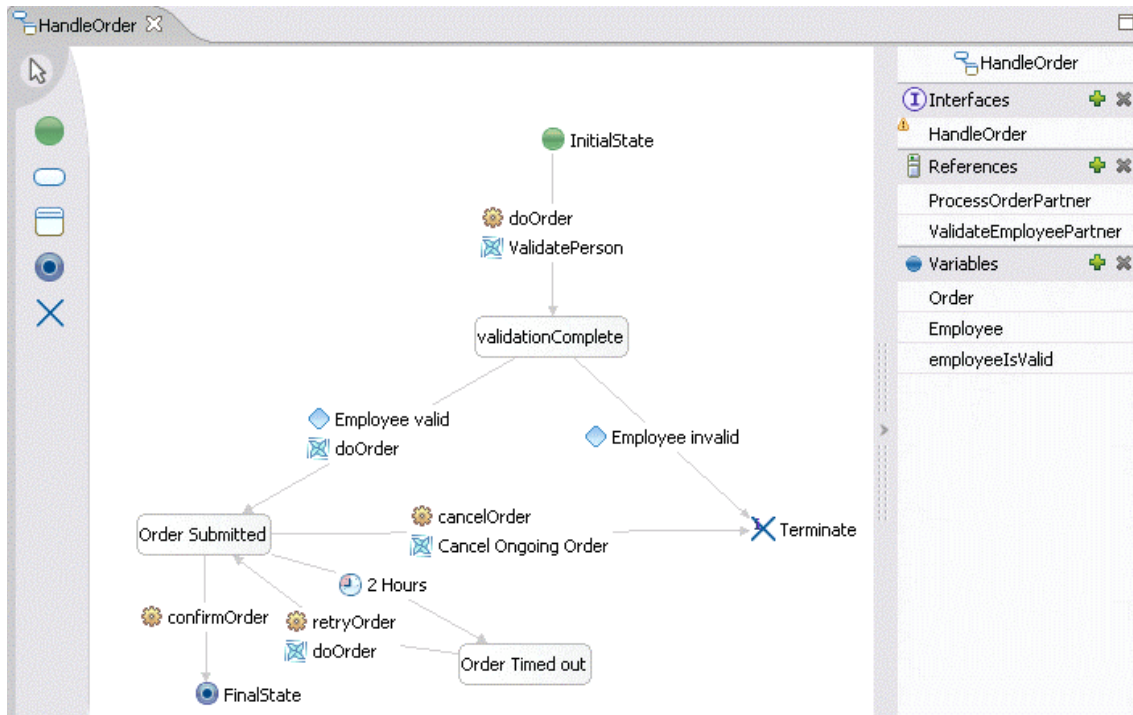 HandleOrder
InitialState
doOrder
ValidatePerson
validationComplete
Employee valid
doOrder
Employee invalid
Order Submitted
cancelOrder
Cancel Ongoing Order
Terminate
2 Hours
confirmOrder
retryOrder
doOrder
Order Timed out
FinalState
HandleOrder
I Interfaces
HandleOrder
References
ProcessOrderPartner
ValidateEmployeePartner
Variables
Order
Employee
employeeIsValid